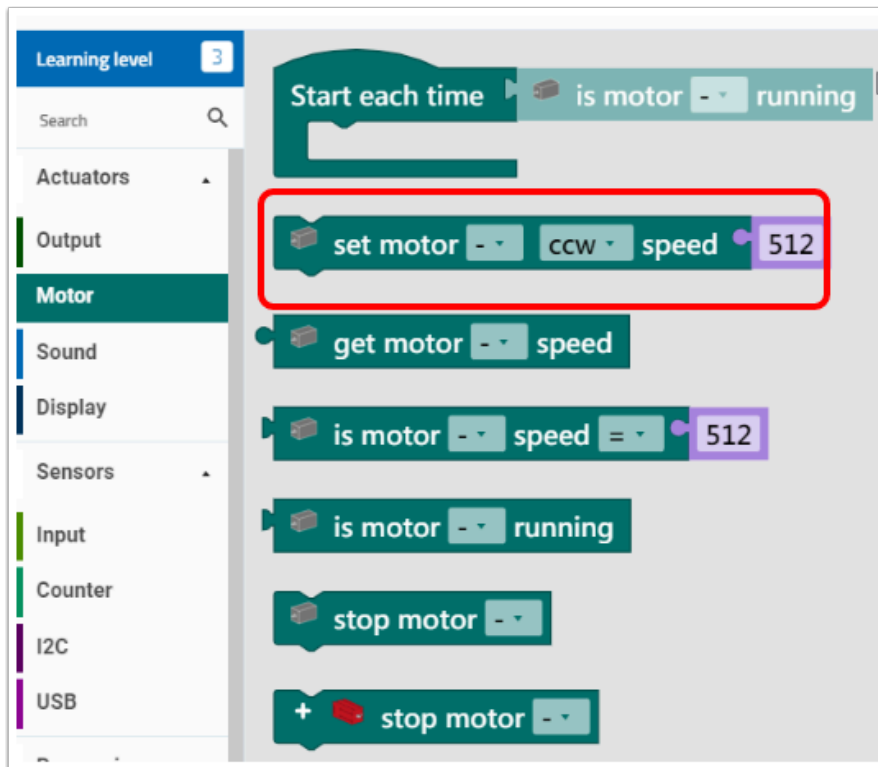 Learning level 3
Search
Actuators
Output
Motor
Sound
Display
Sensors
Input
Counter
I2C
USB
Start each time is motor - running
set motor - ccw speed 512
get motor - speed
is motor - speed = 512
is motor - running
stop motor -
+ stop motor -